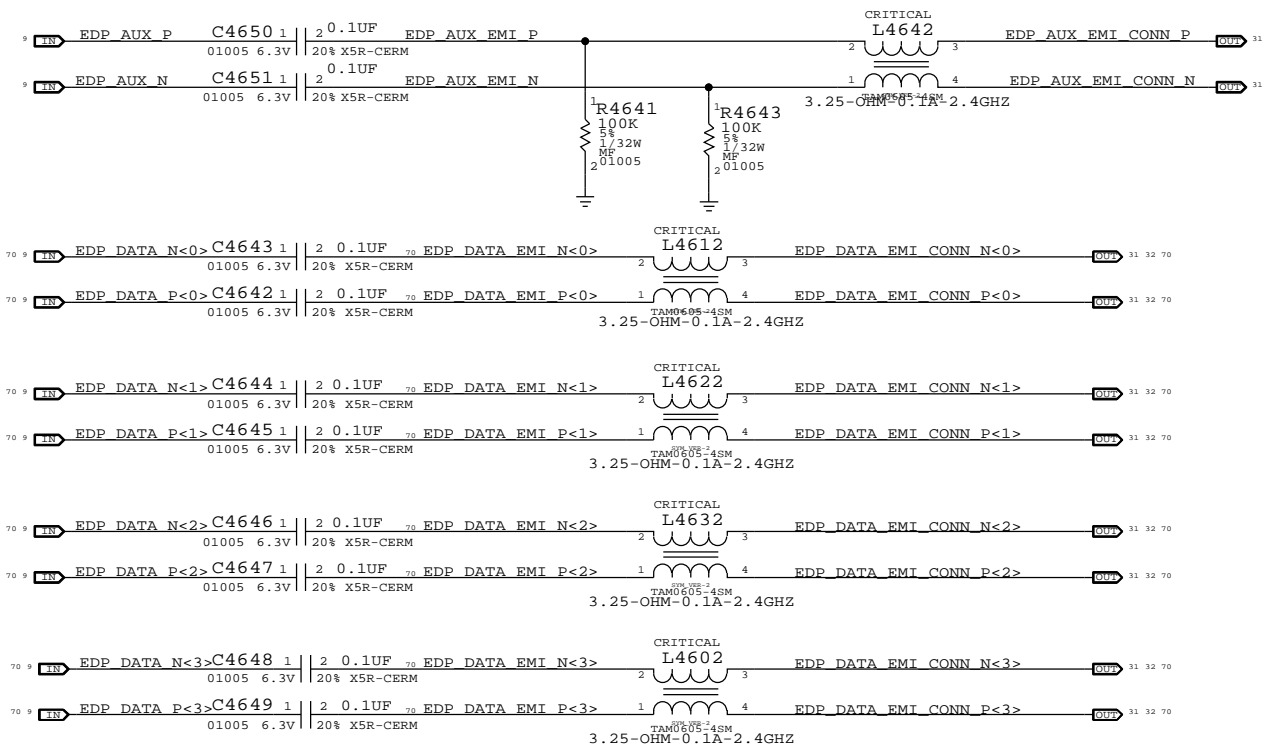 CRITICAL
9 IN EDP_AUX_P C4650 1 2 0.1UF EDP_AUX_EMI_P L4642 EDP_AUX_EMI_CONN_P OUT 31
01005 6.3V 20% X5R-CERM 2 3
9 IN EDP_AUX_N C4651 1 2 0.1UF EDP_AUX_EMI_N 1 4 EDP_AUX_EMI_CONN_N OUT 31
01005 6.3V 20% X5R-CERM
TAM0605-4SM
3.25-OHM-0.1A-2.4GHZ
1 R4641
100K
5%
1/32W
MF
2 01005
1 R4643
100K
5%
1/32W
MF
2 01005
CRITICAL
70 9 IN EDP_DATA_N<0> C4643 1 2 0.1UF 70 EDP_DATA_EMI_N<0> L4612 EDP_DATA_EMI_CONN_N<0> OUT 31 32 70
01005 6.3V 20% X5R-CERM 2 3
70 9 IN EDP_DATA_P<0> C4642 1 2 0.1UF 70 EDP_DATA_EMI_P<0> 1 4 EDP_DATA_EMI_CONN_P<0> OUT 31 32 70
01005 6.3V 20% X5R-CERM
TAM0605-4SM
3.25-OHM-0.1A-2.4GHZ
CRITICAL
70 9 IN EDP_DATA_N<1> C4644 1 2 0.1UF 70 EDP_DATA_EMI_N<1> L4622 EDP_DATA_EMI_CONN_N<1> OUT 31 32 70
01005 6.3V 20% X5R-CERM 2 3
70 9 IN EDP_DATA_P<1> C4645 1 2 0.1UF 70 EDP_DATA_EMI_P<1> 1 4 EDP_DATA_EMI_CONN_P<1> OUT 31 32 70
01005 6.3V 20% X5R-CERM
SYM_VER-2
TAM0605-4SM
3.25-OHM-0.1A-2.4GHZ
CRITICAL
70 9 IN EDP_DATA_N<2> C4646 1 2 0.1UF 70 EDP_DATA_EMI_N<2> L4632 EDP_DATA_EMI_CONN_N<2> OUT 31 32 70
01005 6.3V 20% X5R-CERM 2 3
70 9 IN EDP_DATA_P<2> C4647 1 2 0.1UF 70 EDP_DATA_EMI_P<2> 1 4 EDP_DATA_EMI_CONN_P<2> OUT 31 32 70
01005 6.3V 20% X5R-CERM
SYM_VER-2
TAM0605-4SM
3.25-OHM-0.1A-2.4GHZ
CRITICAL
70 9 IN EDP_DATA_N<3> C4648 1 2 0.1UF 70 EDP_DATA_EMI_N<3> L4602 EDP_DATA_EMI_CONN_N<3> OUT 31 32 70
01005 6.3V 20% X5R-CERM 2 3
70 9 IN EDP_DATA_P<3> C4649 1 2 0.1UF 70 EDP_DATA_EMI_P<3> 1 4 EDP_DATA_EMI_CONN_P<3> OUT 31 32 70
01005 6.3V 20% X5R-CERM
SYM_VER-2
TAM0605-4SM
3.25-OHM-0.1A-2.4GHZ